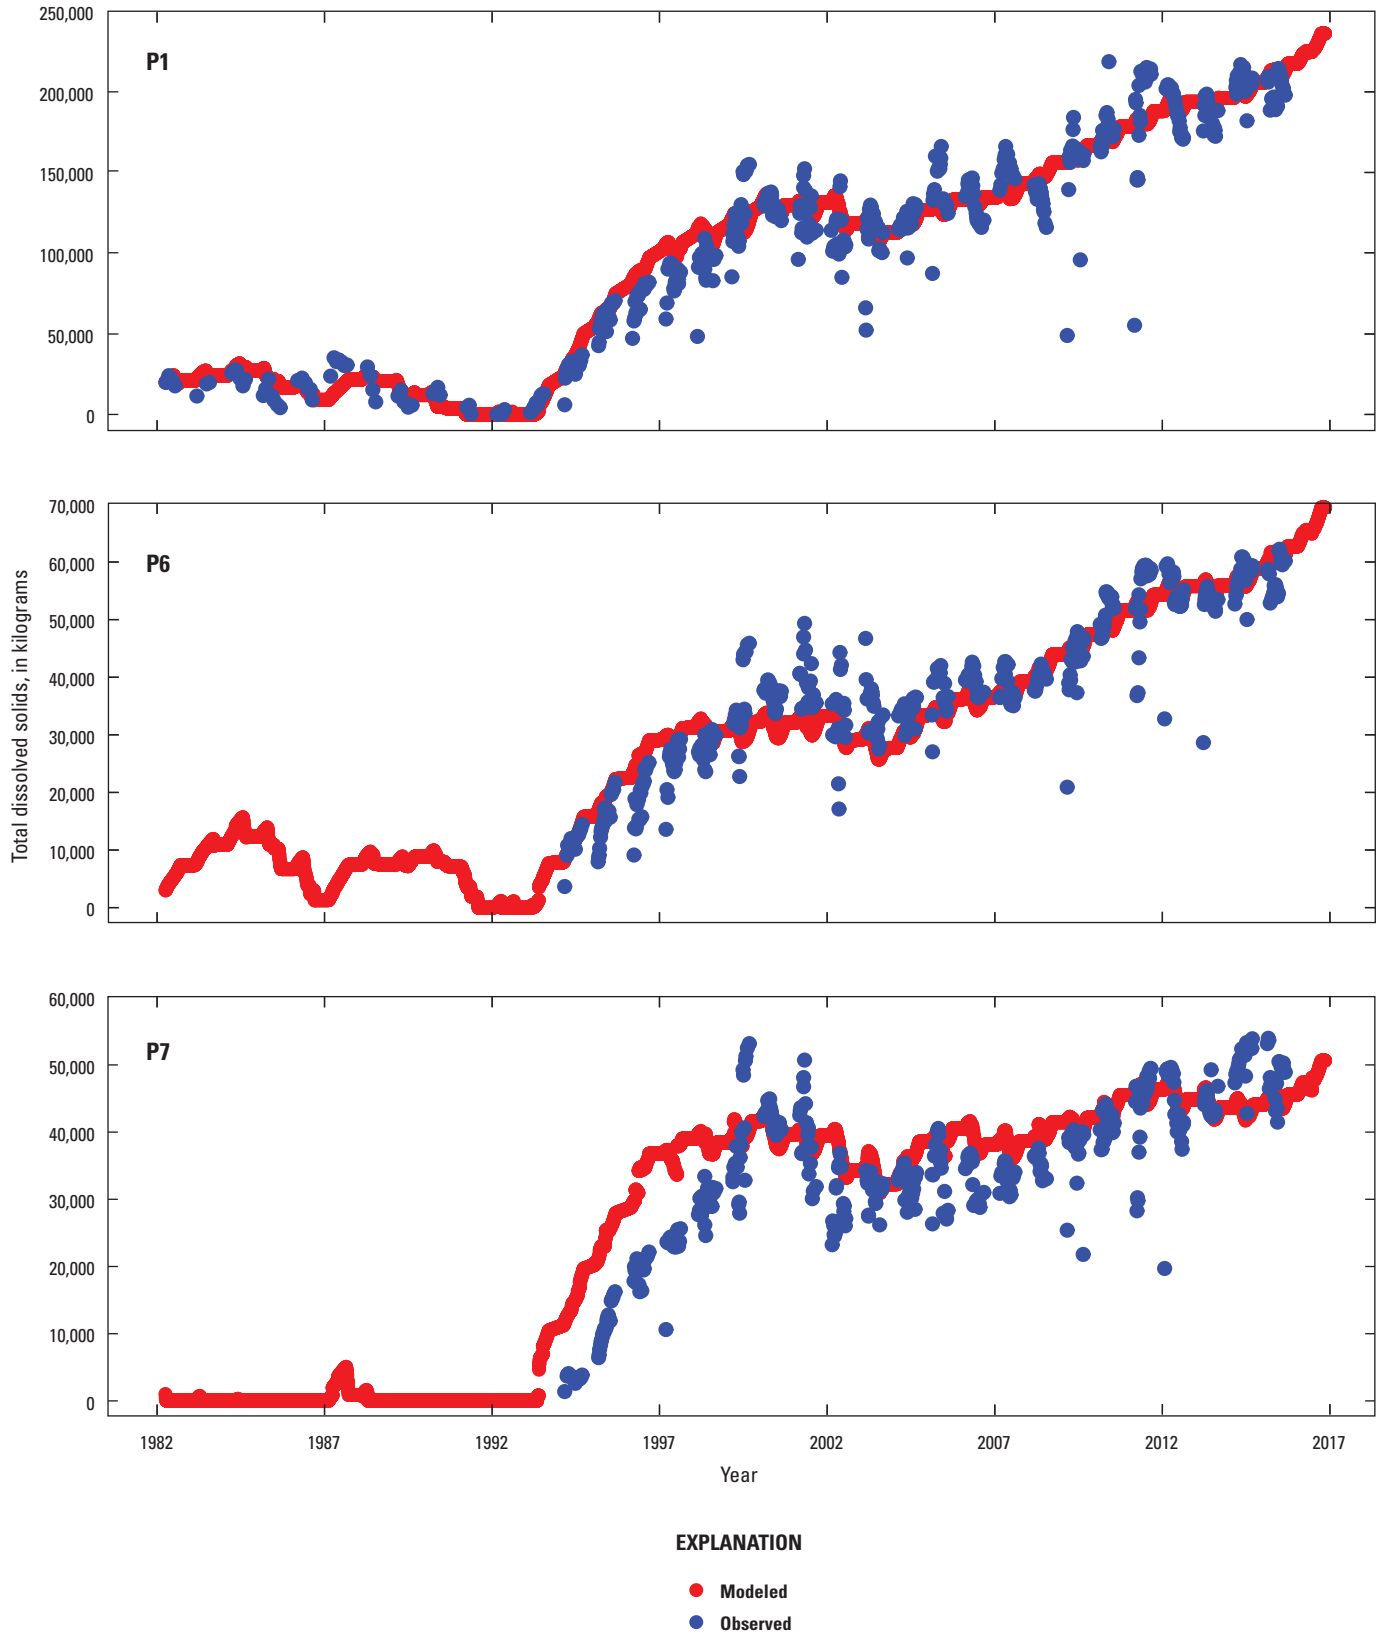 250,000
P1
200,000
150,000
100,000
50,000
0
70,000
P6
60,000
50,000
40,000
30,000
20,000
10,000
0
Total dissolved solids, in kilograms
60,000
P7
50,000
40,000
30,000
20,000
10,000
0
1982 1987 1992 1997 2002 2007 2012 2017
Year
EXPLANATION
Modeled
Observed